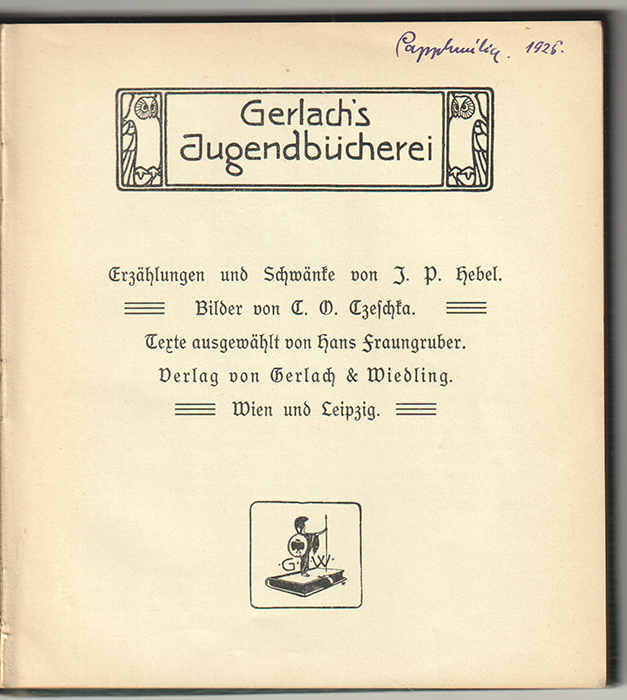 1926.
Gerlach's
Jugendbücherei
Erzählungen und Schwänke von J. P. Hebel.
Bilder von C. O. Czeschka.
Texte ausgewählt von Hans Fraungruber.
Verlag von Gerlach & Wiedling.
Wien und Leipzig.
· G · W ·